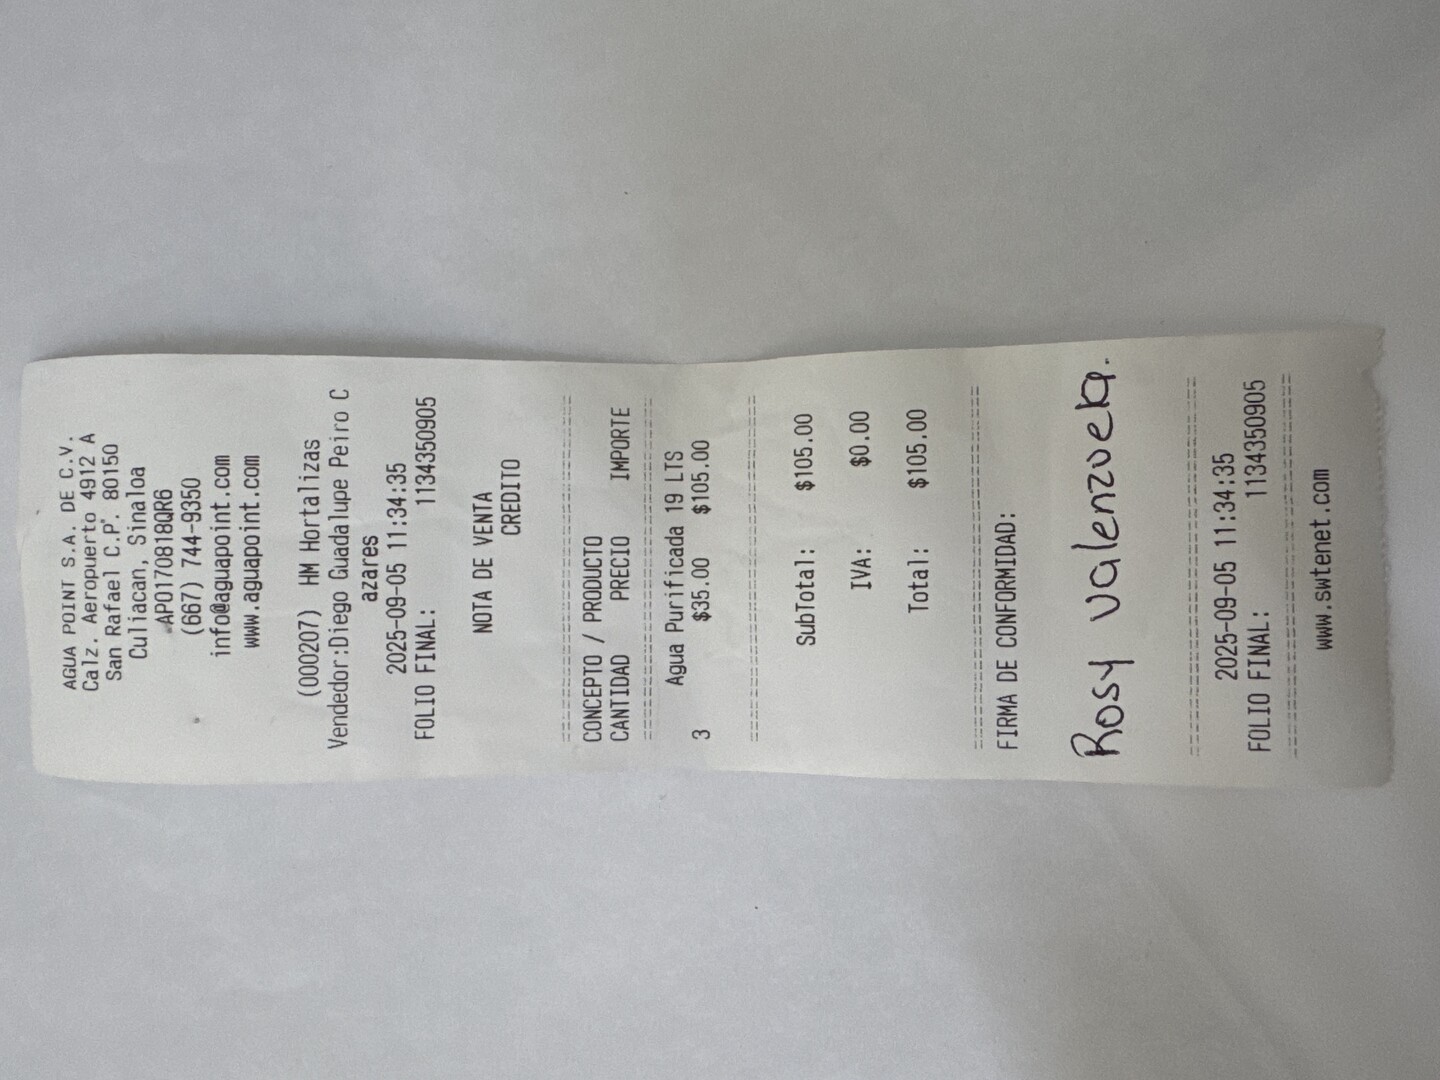 AGUA POINT S.A. DE C.V.
Calz. Aeropuerto 4912 A
San Rafael C.P. 80150
Culiacan, Sinaloa
APO170818QR6
(667) 744-9350
info@aguapoint.com
www.aguapoint.com
(000207) HM Hortalizas
Vendedor:Diego Guadalupe Peiro C
azares
2025-09-05 11:34:35
FOLIO FINAL: 1134350905
NOTA DE VENTA
CREDITO
CONCEPTO / PRODUCTO
CANTIDAD PRECIO IMPORTE
Agua Purificada 19 LTS
3 $35.00 $105.00
SubTotal: $105.00
IVA: $0.00
Total: $105.00
FIRMA DE CONFORMIDAD:
Rosy Valenzuela.
2025-09-05 11:34:35
FOLIO FINAL: 1134350905
www.swtenet.com